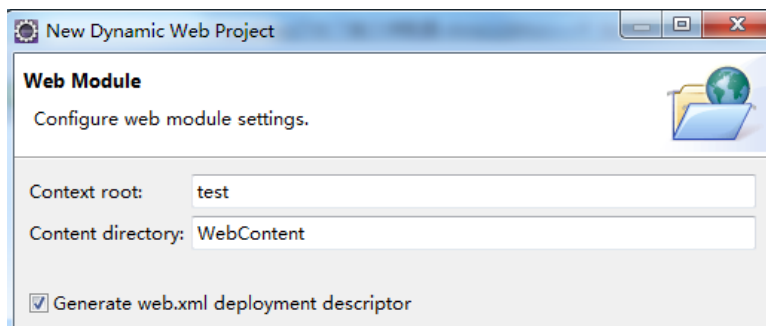 New Dynamic Web Project
Web Module
Configure web module settings.
Context root: test
Content directory: WebContent
Generate web.xml deployment descriptor